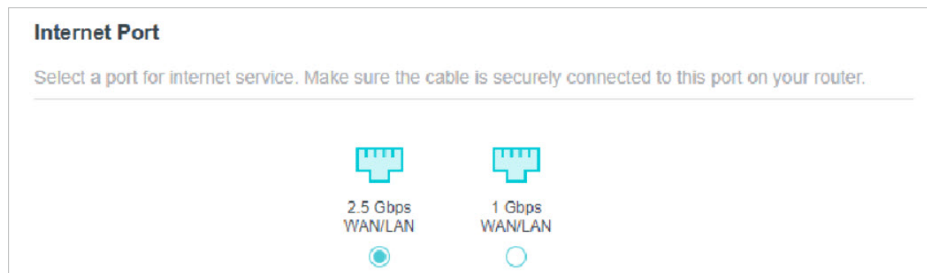 Internet Port
Select a port for internet service. Make sure the cable is securely connected to this port on your router.
2.5 Gbps 1 Gbps
WAN/LAN WAN/LAN